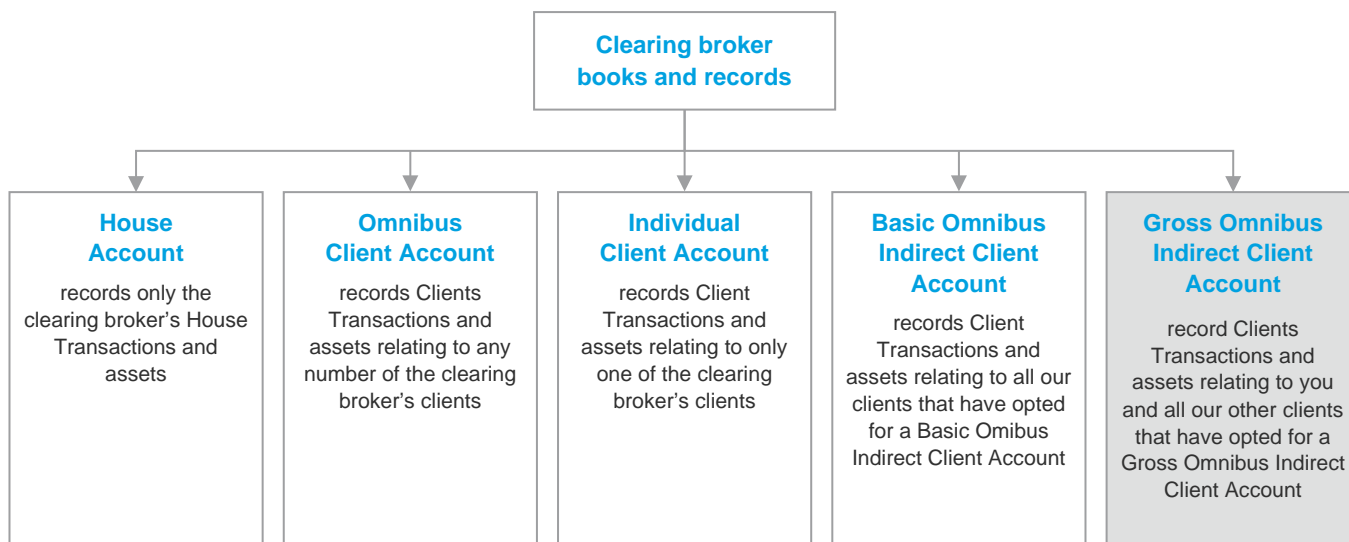 Clearing broker
books and records
House
Account
records only the
clearing broker's House
Transactions and
assets
Omnibus
Client Account
records Clients
Transactions and
assets relating to any
number of the clearing
broker's clients
Individual
Client Account
records Client
Transactions and
assets relating to only
one of the clearing
broker's clients
Basic Omnibus
Indirect Client
Account
records Client
Transactions and
assets relating to all our
clients that have opted
for a Basic Omibus
Indirect Client Account
Gross Omnibus
Indirect Client
Account
record Clients
Transactions and
assets relating to you
and all our other clients
that have opted for a
Gross Omnibus Indirect
Client Account